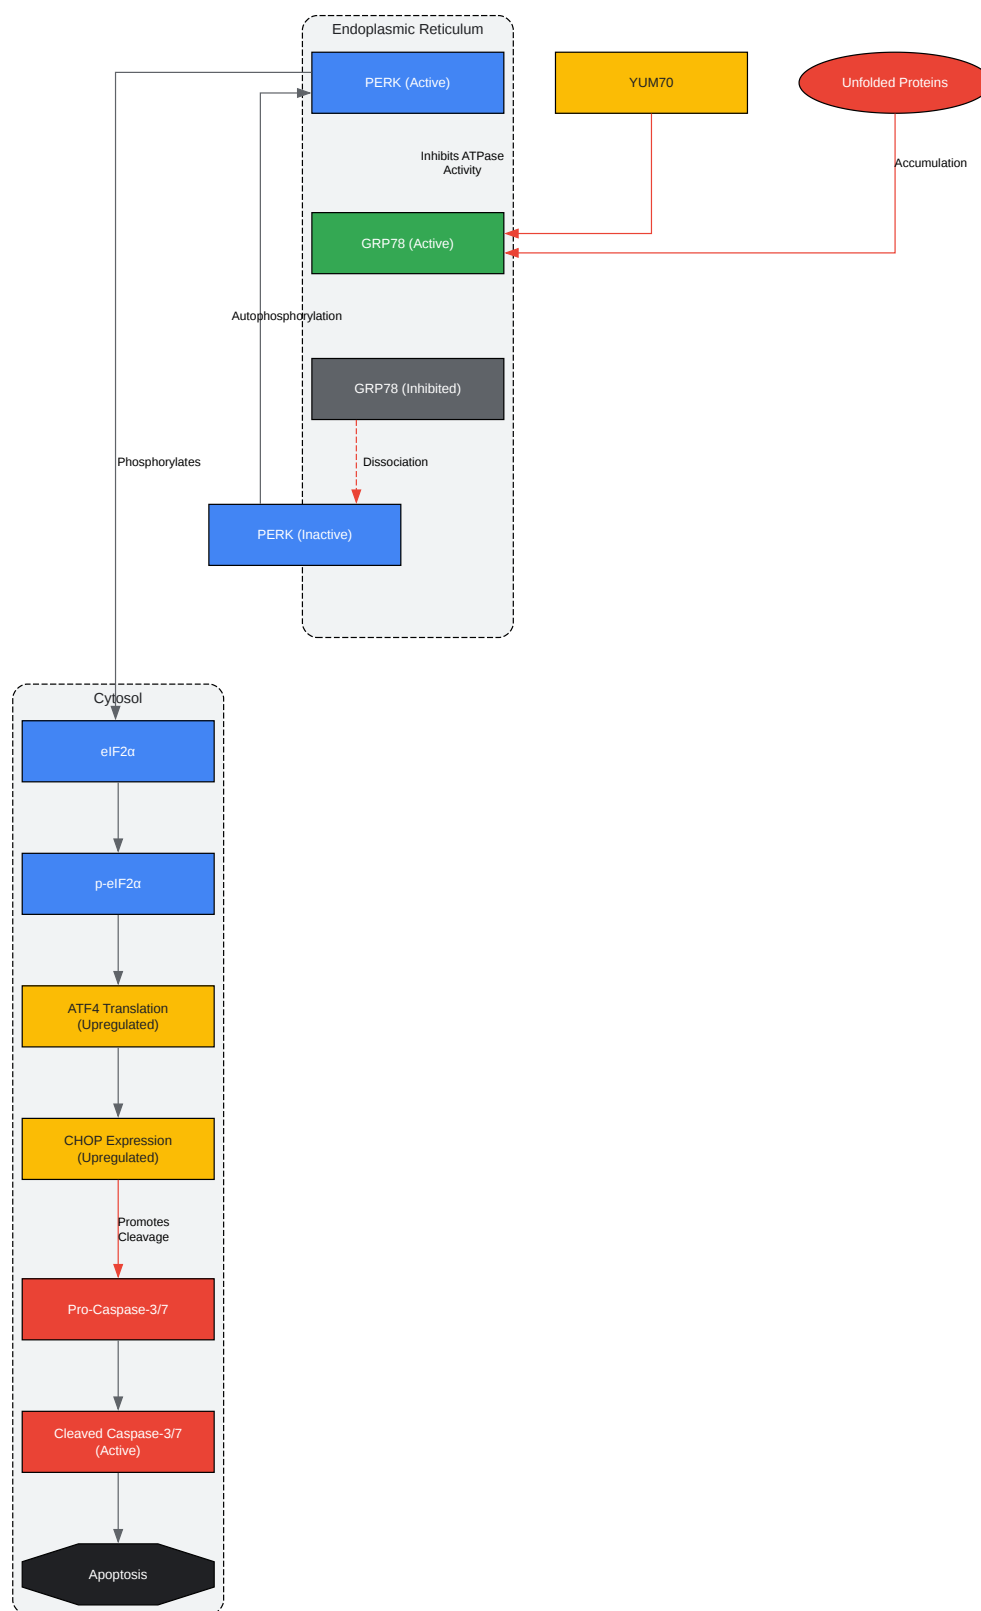 Endoplasmic Reticulum
PERK (Active)
YUM70
Unfolded Proteins
Inhibits ATPase
Activity
Accumulation
GRP78 (Active)
Autophosphorylation
GRP78 (Inhibited)
Phosphorylates
Dissociation
PERK (Inactive)
Cytosol
eIF2α
p-eIF2α
ATF4 Translation
(Upregulated)
CHOP Expression
(Upregulated)
Promotes
Cleavage
Pro-Caspase-3/7
Cleaved Caspase-3/7
(Active)
Apoptosis